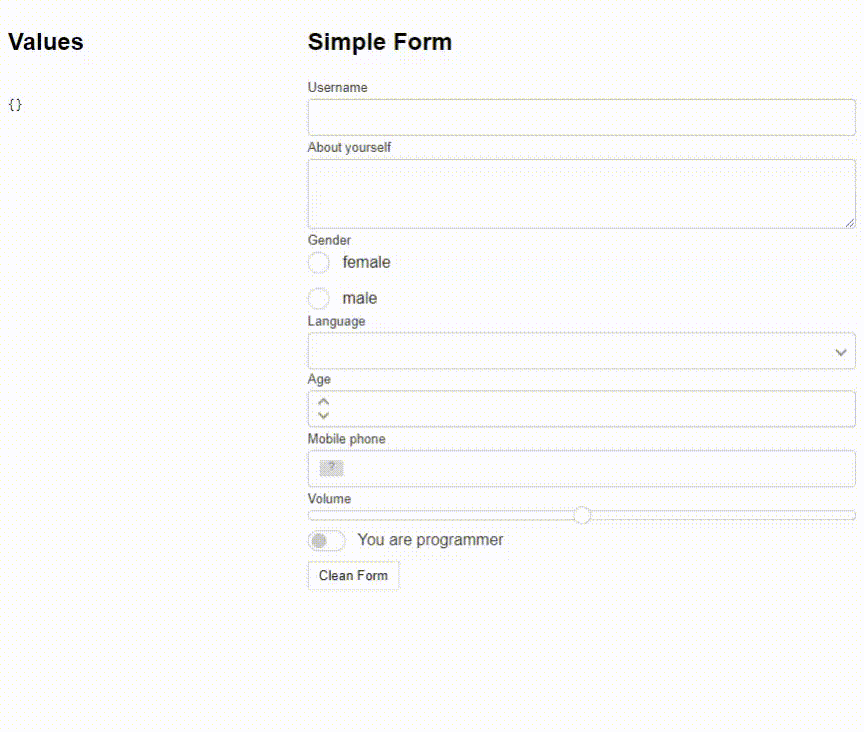 Values
{}
Simple Form
Username
About yourself
Gender
female
male
Language
Age
Mobile phone
?
Volume
You are programmer
Clean Form